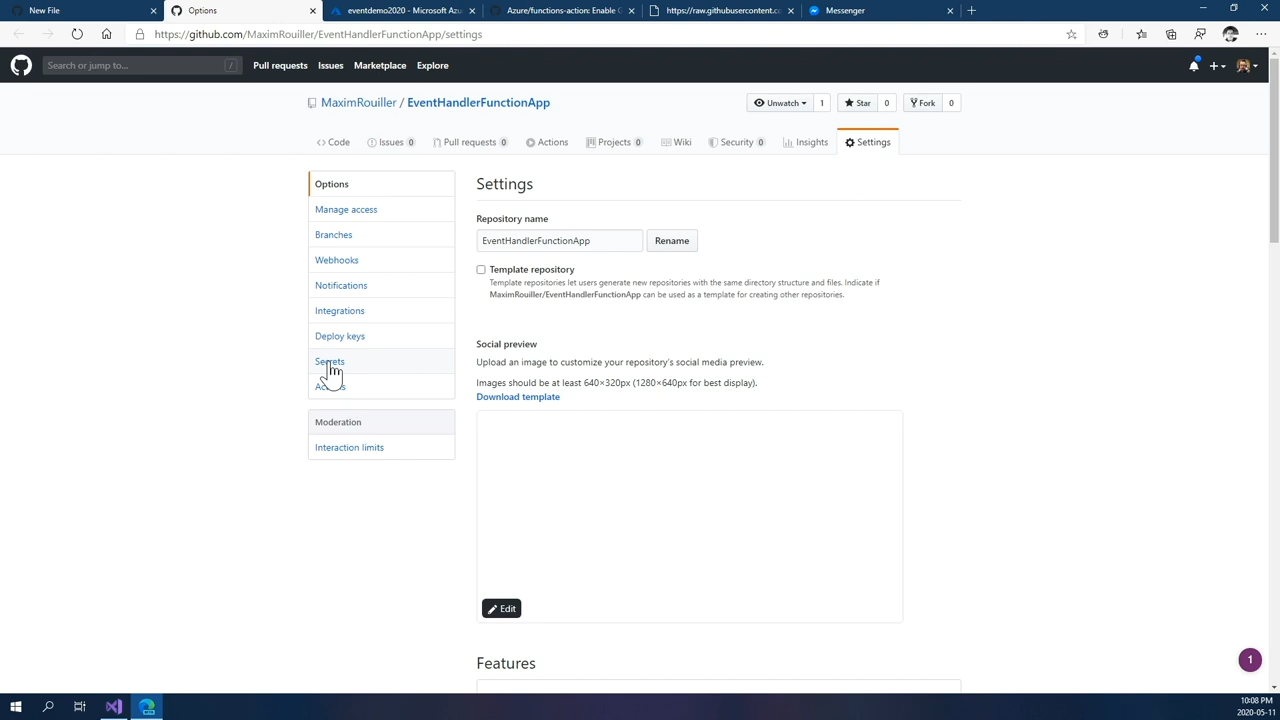 New File
Options
eventdemo2020 - Microsoft Azu
Azure/functions-action: Enable G
https://raw.githubusercontent.co
Messenger
https://github.com/MaximRouiller/EventHandlerFunctionApp/settings
Search or jump to...
/
Pull requests
Issues
Marketplace
Explore
MaximRouiller / EventHandlerFunctionApp
Unwatch 1
Star 0
Fork 0
Code
Issues 0
Pull requests 0
Actions
Projects 0
Wiki
Security 0
Insights
Settings
Options
Manage access
Branches
Webhooks
Notifications
Integrations
Deploy keys
Secrets
Moderation
Interaction limits
Settings
Repository name
EventHandlerFunctionApp
Rename
Template repository
Template repositories let users generate new repositories with the same directory structure and files. Indicate if
MaximRouiller/EventHandlerFunctionApp can be used as a template for creating other repositories.
Social preview
Upload an image to customize your repository's social media preview.
Images should be at least 640×320px (1280×640px for best display).
Download template
Edit
Features
1
10:08 PM
2020-05-11